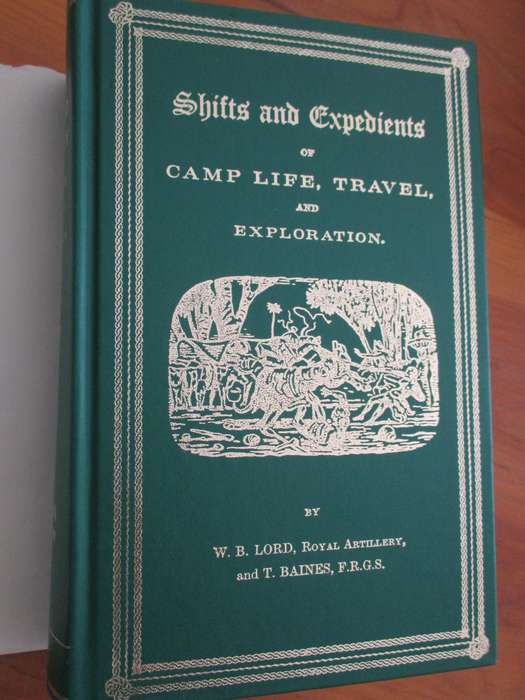 Shifts and Expedients
OF
CAMP LIFE, TRAVEL,
AND
EXPLORATION.
BY
W. B. LORD, ROYAL ARTILLERY,
and T. BAINES, F.R.G.S.